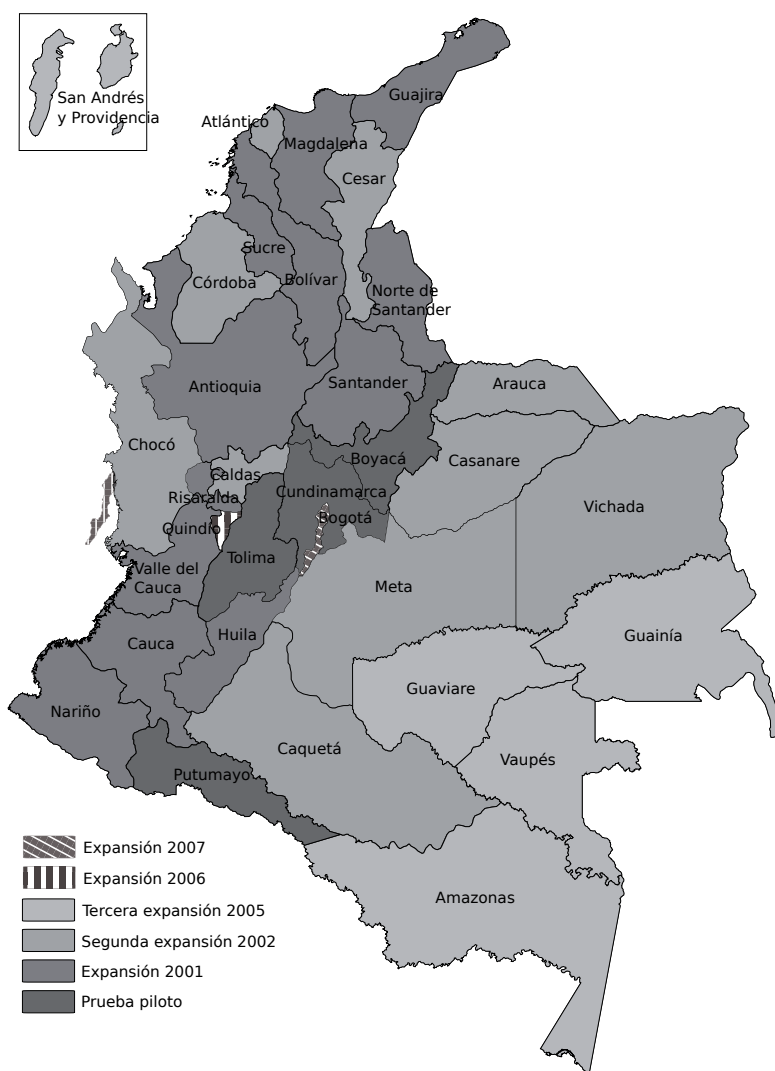 San Andrés
y Providencia
Guajira
Atlántico
Magdalena
Cesar
Sucre
Córdoba
Bolívar
Norte de
Santander
Antioquia
Santander
Arauca
Chocó
Boyacá
Casanare
Caldas
Cundinamarca
Risaralda
Bogotá
Vichada
Quindío
Tolima
Valle del
Cauca
Meta
Huila
Cauca
Guainía
Guaviare
Nariño
Caquetá
Vaupés
Putumayo
Expansión 2007
Expansión 2006
Amazonas
Tercera expansión 2005
Segunda expansión 2002
Expansión 2001
Prueba piloto